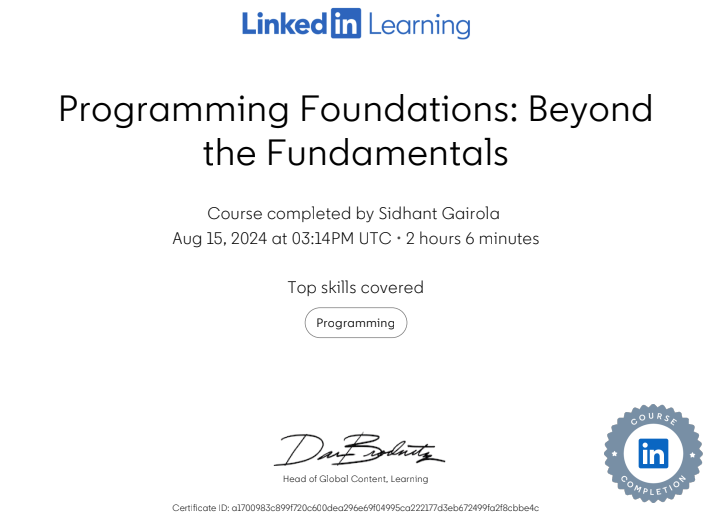 Linked in Learning
Programming Foundations: Beyond
the Fundamentals
Course completed by Sidhant Gairola
Aug 15, 2024 at 03:14PM UTC • 2 hours 6 minutes
Top skills covered
Programming
Head of Global Content, Learning
COURSE
in
COMPLETION
Certificate ID: a1700983c899f720c600dea296e69f04995ca222177d3eb672499fa2f8cbbe4c